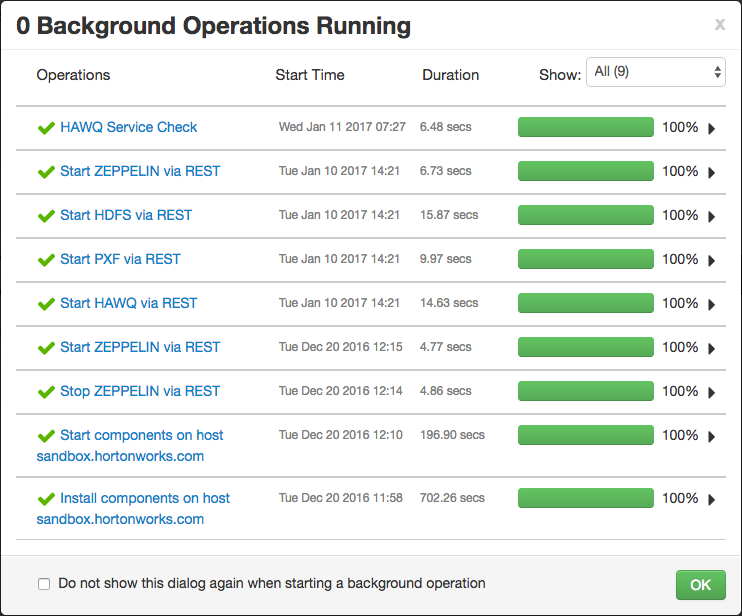 0 Background Operations Running
x
Operations Start Time Duration Show: All (9)
HAWQ Service Check Wed Jan 11 2017 07:27 6.48 secs 100%
Start ZEPPELIN via REST Tue Jan 10 2017 14:21 6.73 secs 100%
Start HDFS via REST Tue Jan 10 2017 14:21 15.87 secs 100%
Start PXF via REST Tue Jan 10 2017 14:21 9.97 secs 100%
Start HAWQ via REST Tue Jan 10 2017 14:21 14.63 secs 100%
Start ZEPPELIN via REST Tue Dec 20 2016 12:15 4.77 secs 100%
Stop ZEPPELIN via REST Tue Dec 20 2016 12:14 4.86 secs 100%
Start components on host Tue Dec 20 2016 12:10 196.90 secs 100%
sandbox.hortonworks.com
Install components on host Tue Dec 20 2016 11:58 702.26 secs 100%
sandbox.hortonworks.com
Do not show this dialog again when starting a background operation
OK